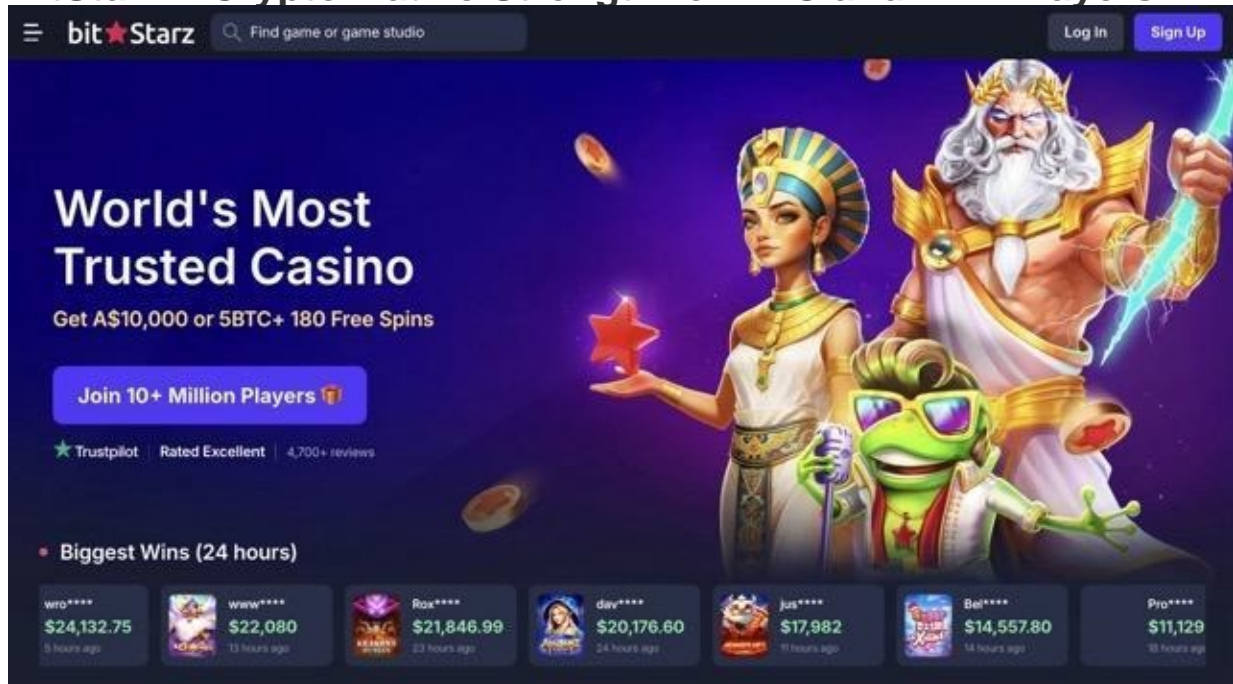 bit Starz
Find game or game studio
Log In
Sign Up
World's Most
Trusted Casino
Get A$10,000 or 5BTC+ 180 Free Spins
Join 10+ Million Players
Trustpilot | Rated Excellent | 4,700+ reviews
Biggest Wins (24 hours)
wro****
$24,132.75
5 hours ago
www****
$22,080
13 hours ago
Rox****
$21,846.99
23 hours ago
dav****
$20,176.60
24 hours ago
jus****
$17,982
11 hours ago
Bel****
$14,557.80
14 hours ago
Pro****
$11,129
18 hours